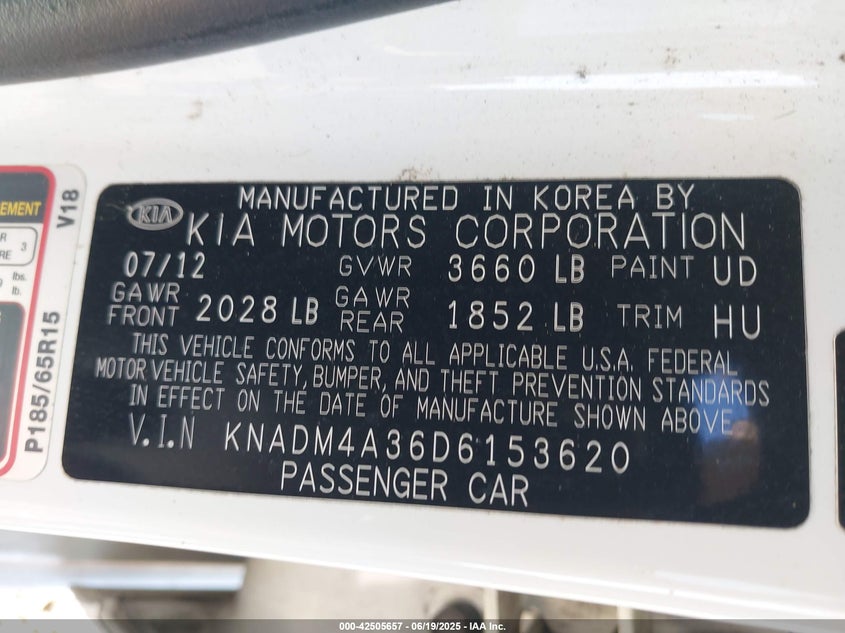 MANUFACTURED IN KOREA BY
KIA KIA MOTORS CORPORATION
07/12 GVWR 3660 LB PAINT UD
GAWR FRONT 2028 LB GAWR REAR 1852 LB TRIM HU
THIS VEHICLE CONFORMS TO ALL APPLICABLE U.S.A. FEDERAL
MOTOR VEHICLE SAFETY, BUMPER, AND THEFT PREVENTION STANDARDS
IN EFFECT ON THE DATE OF MANUFACTURE SHOWN ABOVE.
V.I.N KNADM4A36D6153620
PASSENGER CAR
P185/65R15 V18
3
lbs.
lb.
000-42505657 - 06/19/2025 - IAA, Inc.